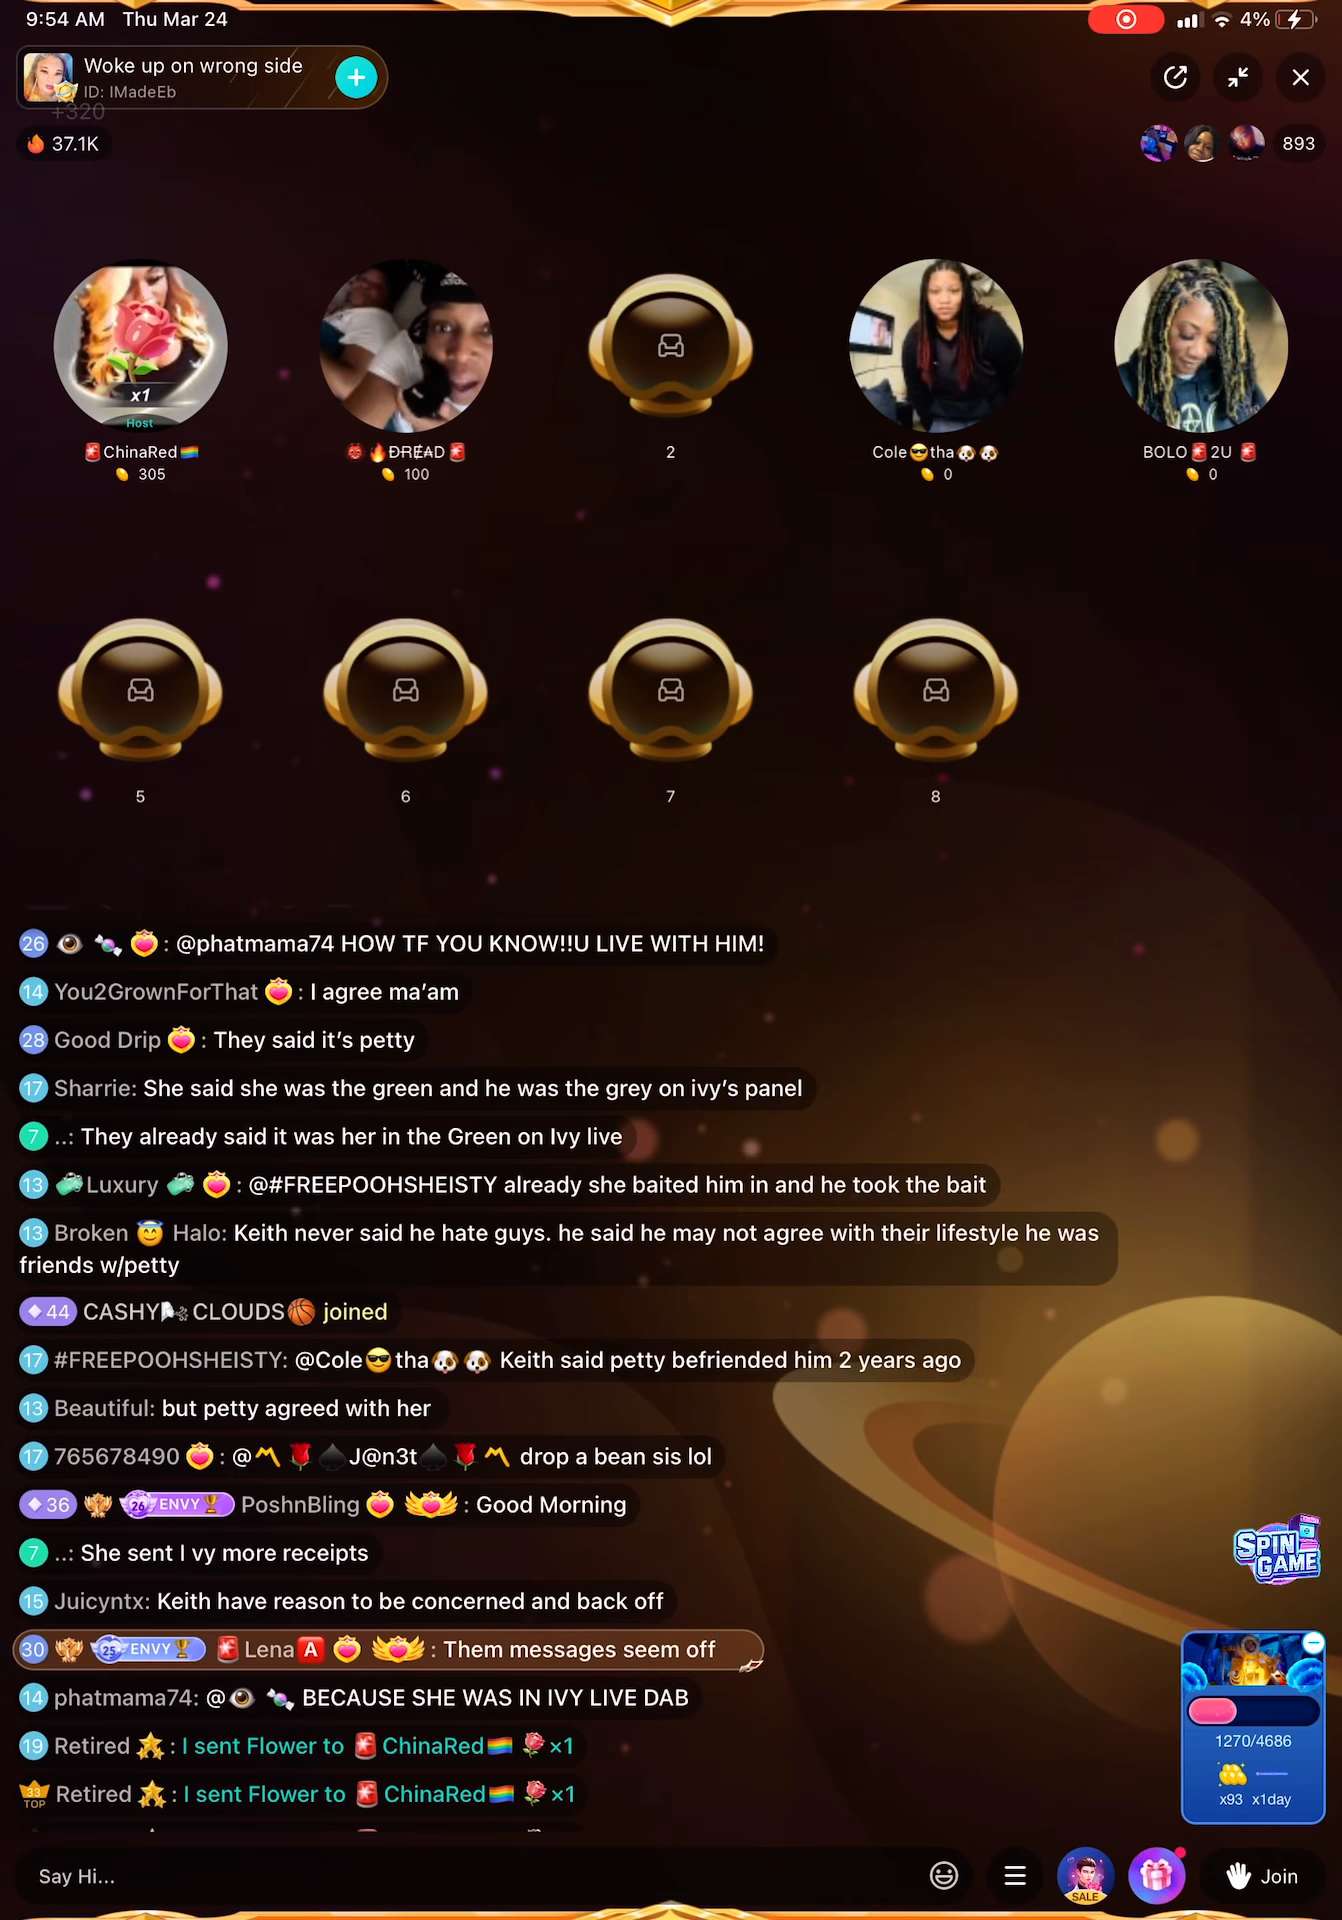 9:54 AM Thu Mar 24
4%
Woke up on wrong side
ID: IMadeEb
+320
37.1K
893
x1
Host
🚨ChinaRed🏳️‍🌈
305
👹🔥ĐRɆAD🚨
100
2
Cole😎tha🐶🐶
0
BOLO🚨2U 🚨
0
5
6
7
8
26 👁️ 🍬 : @phatmama74 HOW TF YOU KNOW!!U LIVE WITH HIM!
14 You2GrownForThat : I agree ma’am
28 Good Drip : They said it’s petty
17 Sharrie: She said she was the green and he was the grey on ivy’s panel
7 ..: They already said it was her in the Green on Ivy live
13 Luxury : @#FREEPOOHSHEISTY already she baited him in and he took the bait
13 Broken 😇 Halo: Keith never said he hate guys. he said he may not agree with their lifestyle he was
friends w/petty
44 CASHY🌬️CLOUDS🏀 joined
17 #FREEPOOHSHEISTY: @Cole😎tha🐶🐶 Keith said petty befriended him 2 years ago
13 Beautiful: but petty agreed with her
17 765678490 : @〽️🌹♠️J@n3t♠️🌹〽️ drop a bean sis lol
36 26 ENVY PoshnBling : Good Morning
7 ..: She sent I vy more receipts
15 Juicyntx: Keith have reason to be concerned and back off
30 25 ENVY 🚨Lena🅰️ : Them messages seem off
14 phatmama74: @👁️ 🍬 BECAUSE SHE WAS IN IVY LIVE DAB
19 Retired : I sent Flower to 🚨ChinaRed🏳️‍🌈 🌹×1
33 TOP Retired : I sent Flower to 🚨ChinaRed🏳️‍🌈 🌹×1
SPIN
GAME
1270/4686
x93 x1day
Say Hi...
SALE
Join